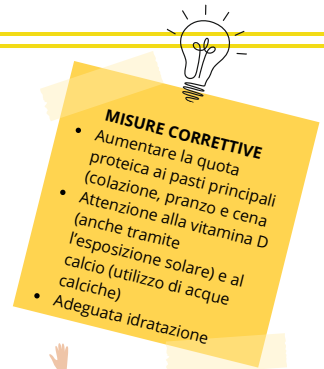 MISURE CORRETTIVE
• Aumentare la quota
proteica ai pasti principali
(colazione, pranzo e cena
• Attenzione alla vitamina D
(anche tramite
l'esposizione solare) e al
calcio (utilizzo di acque
calciche)
• Adeguata idratazione